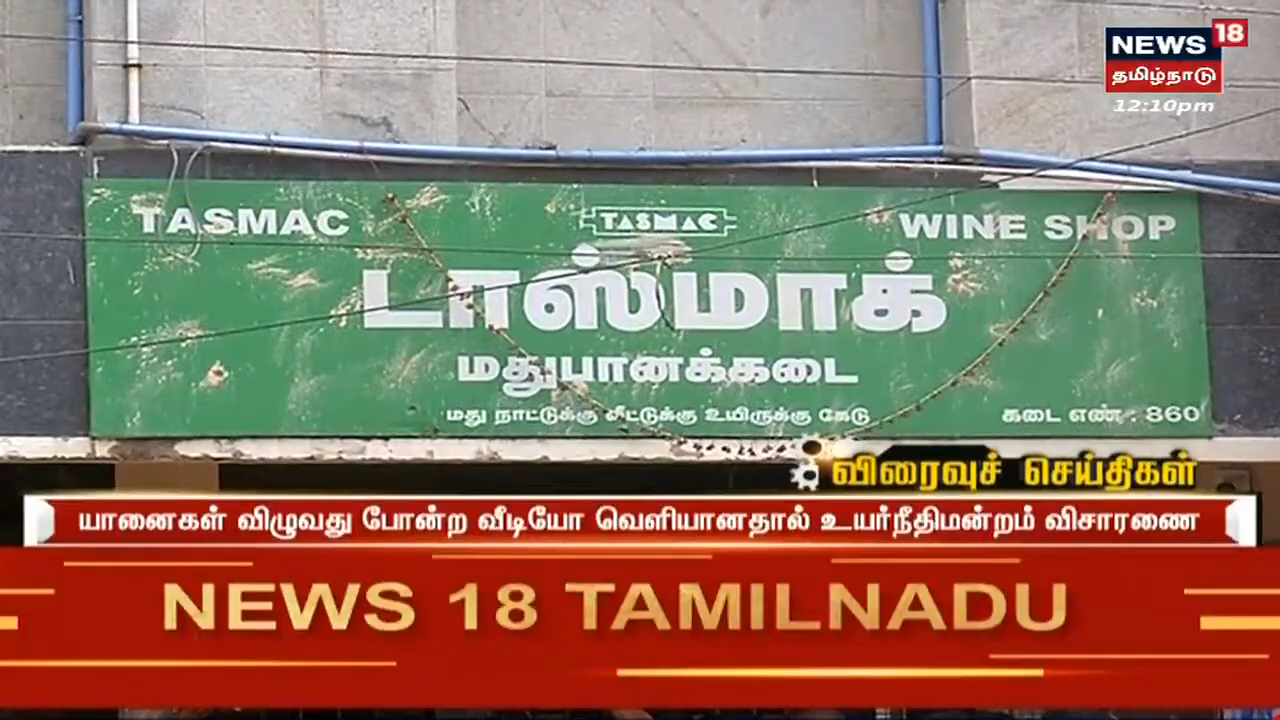 NEWS 18
தமிழ்நாடு
12:10pm
TASMAC TASMAC WINE SHOP
டாஸ்மாக்
மதுபானக்கடை
மது நாட்டுக்கு வீட்டுக்கு உயிருக்கு கேடு கடை எண் : 860
விரைவுச் செய்திகள்
யானைகள் விழுவது போன்ற வீடியோ வெளியானதால் உயர்நீதிமன்றம் விசாரணை
NEWS 18 TAMILNADU